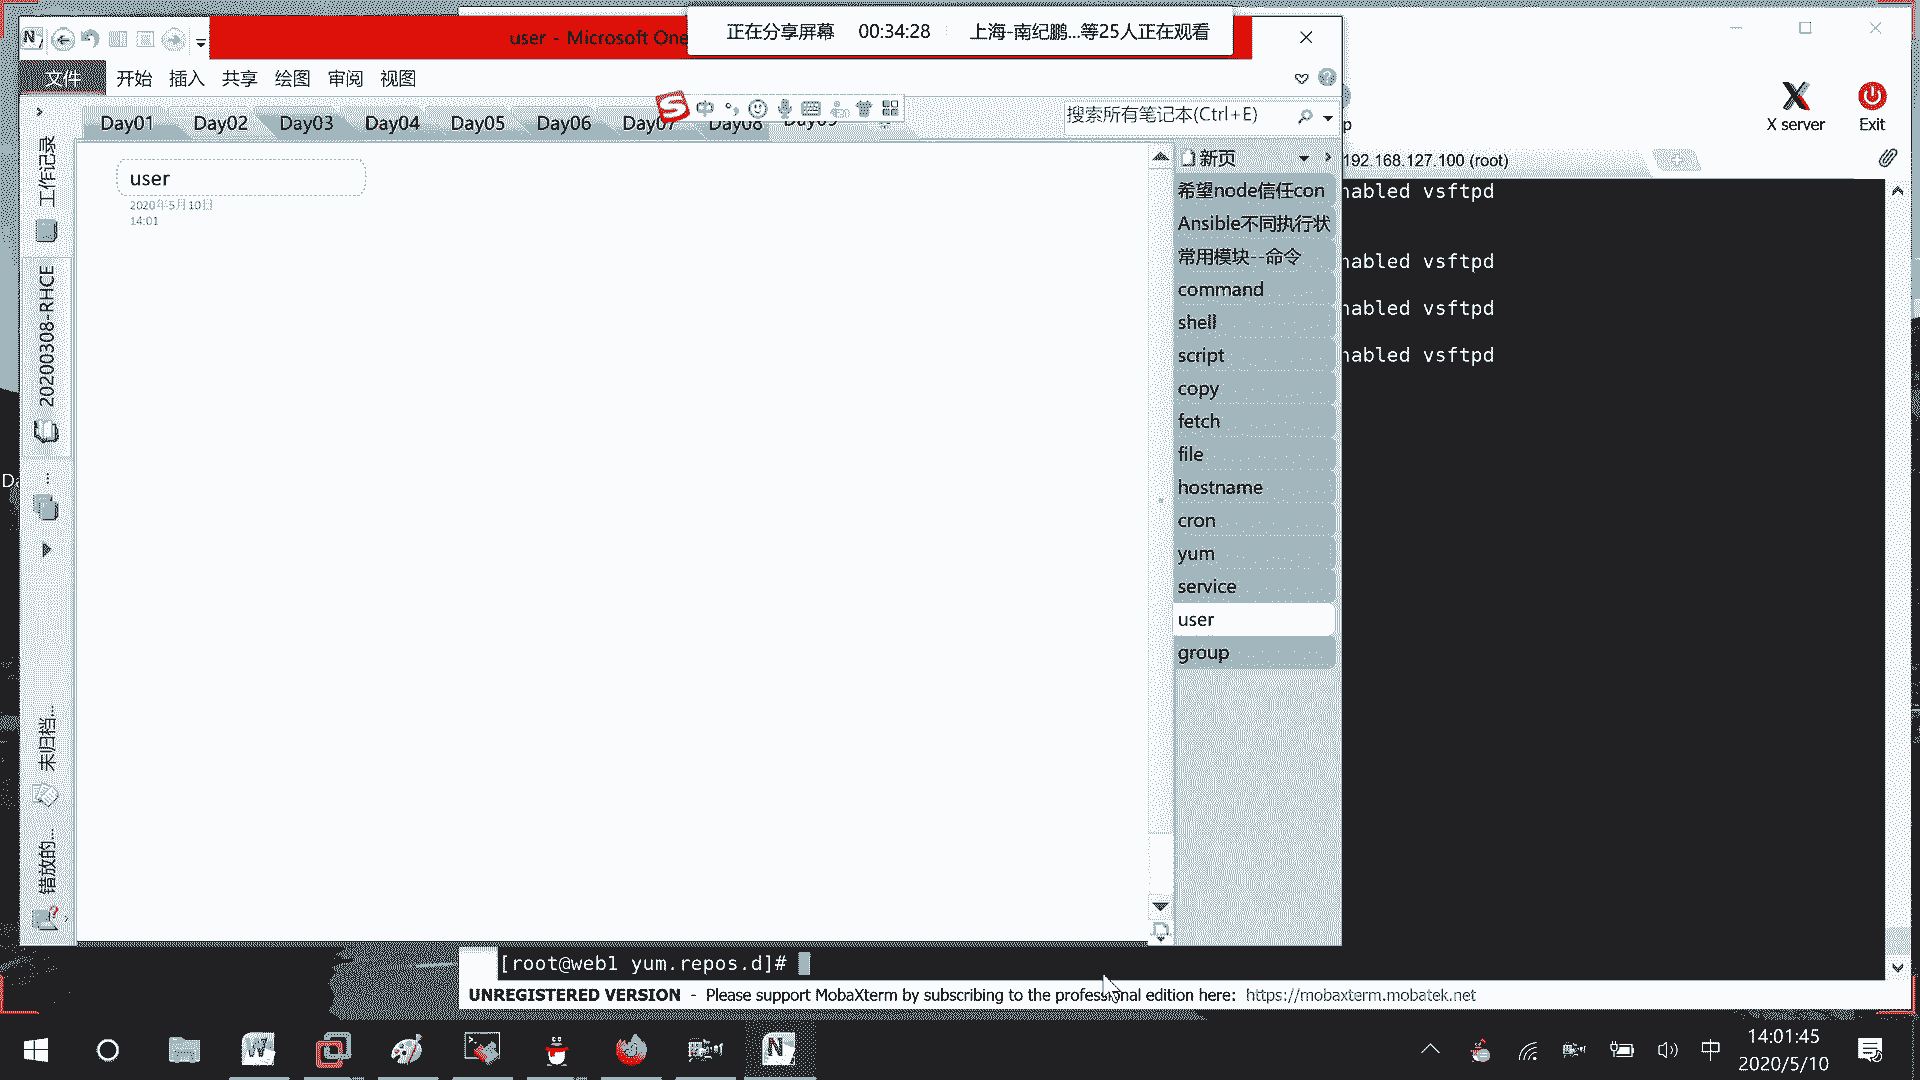 user - Microsoft One
正在分享屏幕 00:34:28 上海-南纪鹏...等25人正在观看
文件 开始 插入 共享 绘图 审阅 视图
X server
Exit
Day01 Day02 Day03 Day04 Day05 Day06 Day07 Day08 Day09
中
搜索所有笔记本(Ctrl+E)
p
192.168.127.100 (root)
工作记录
20200308-RHCE
...
未归档...
错放的...
user
2020年5月10日
14:01
新页
希望node信任con
Ansible不同执行状
常用模块--命令
command
shell
script
copy
fetch
file
hostname
cron
yum
service
user
group
nabled vsftpd
nabled vsftpd
nabled vsftpd
nabled vsftpd
[root@web1 yum.repos.d]#
UNREGISTERED VERSION - Please support MobaXterm by subscribing to the professional edition here: https://mobaxterm.mobatek.net
中
14:01:45
2020/5/10